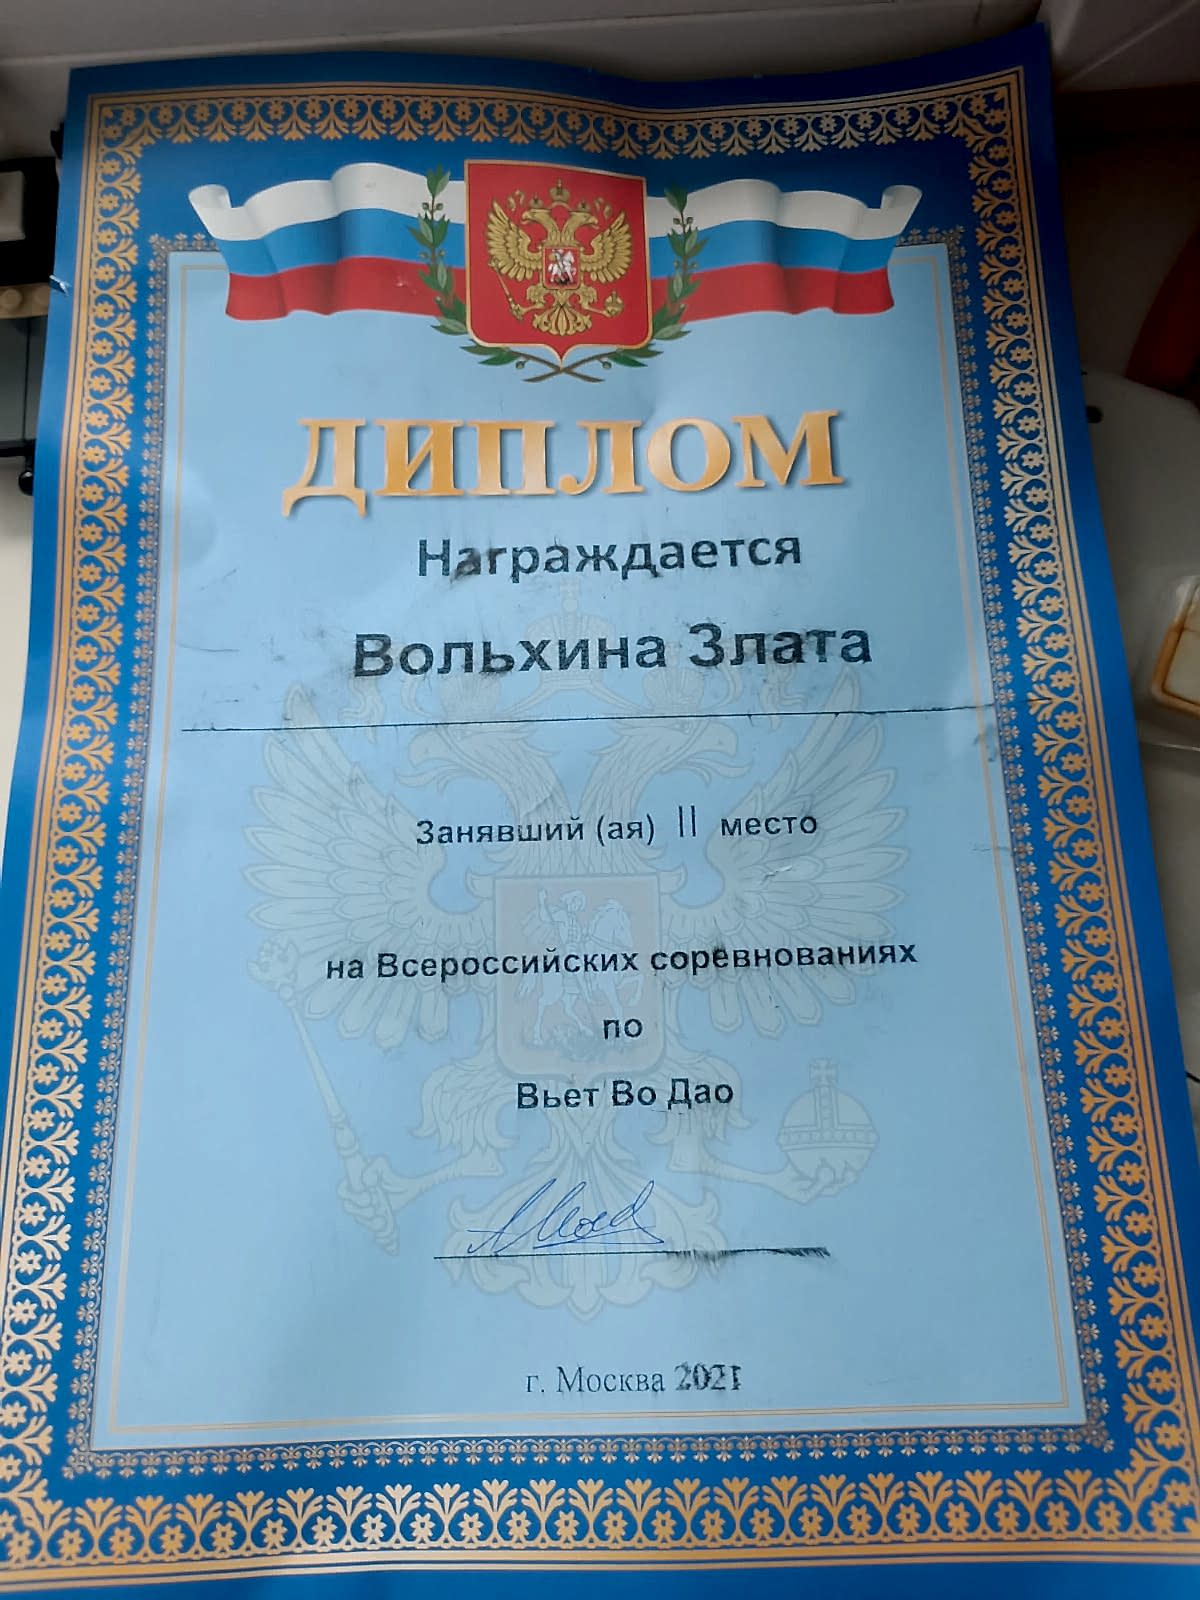 ДИПЛОМ
Награждается
Вольхина Злата
Занявший (ая) II место
на Всероссийских соревнованиях
по
Вьет Во Дао
г. Москва 2021